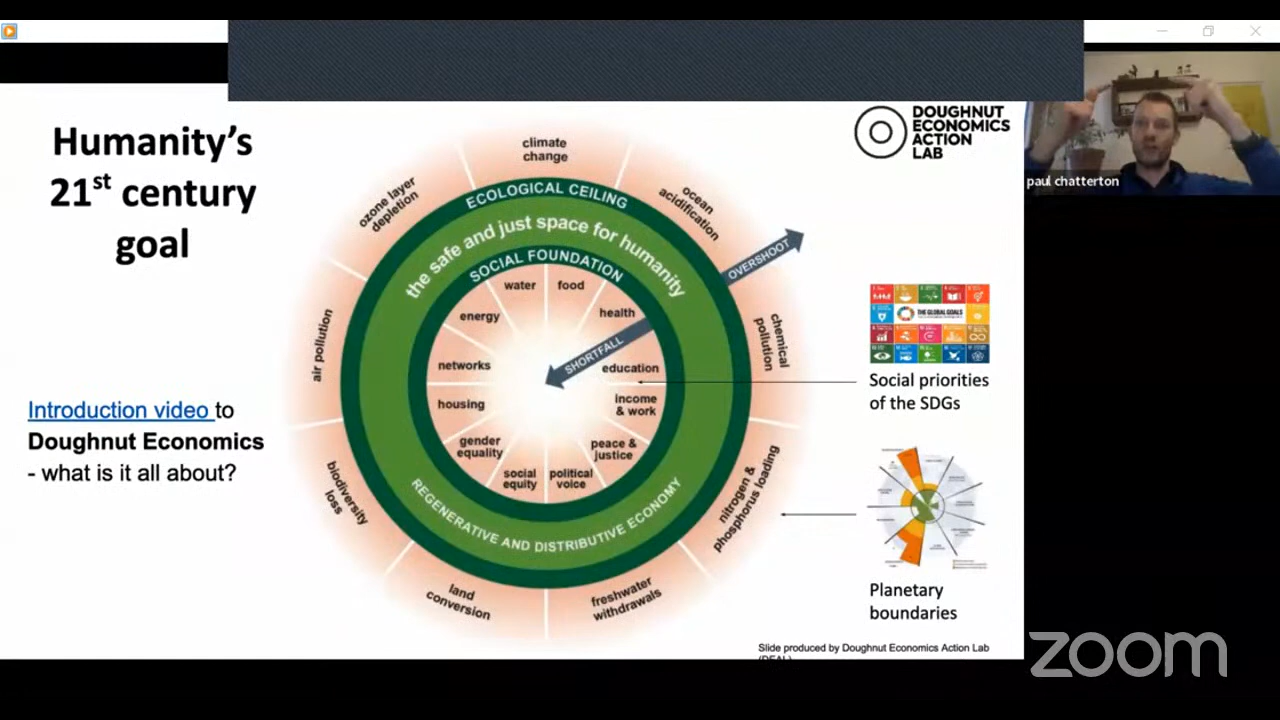 Humanity's
21st century
goal
Introduction video to
Doughnut Economics
- what is it all about?
climate
change
ozone layer
depletion
ocean
acidification
air pollution
chemical
pollution
biodiversity
loss
nitrogen &
phosphorus loading
land
conversion
freshwater
withdrawals
ECOLOGICAL CEILING
the safe and just space for humanity
SOCIAL FOUNDATION
OVERSHOOT
SHORTFALL
water
food
energy
health
networks
education
housing
income
& work
gender
equality
peace &
justice
social
equity
political
voice
REGENERATIVE AND DISTRIBUTIVE ECONOMY
DOUGHNUT
ECONOMICS
ACTION
LAB
THE GLOBAL GOALS
Social priorities
of the SDGs
Planetary
boundaries
Slide produced by Doughnut Economics Action Lab
(DEAL)
paul chatterton
zoom